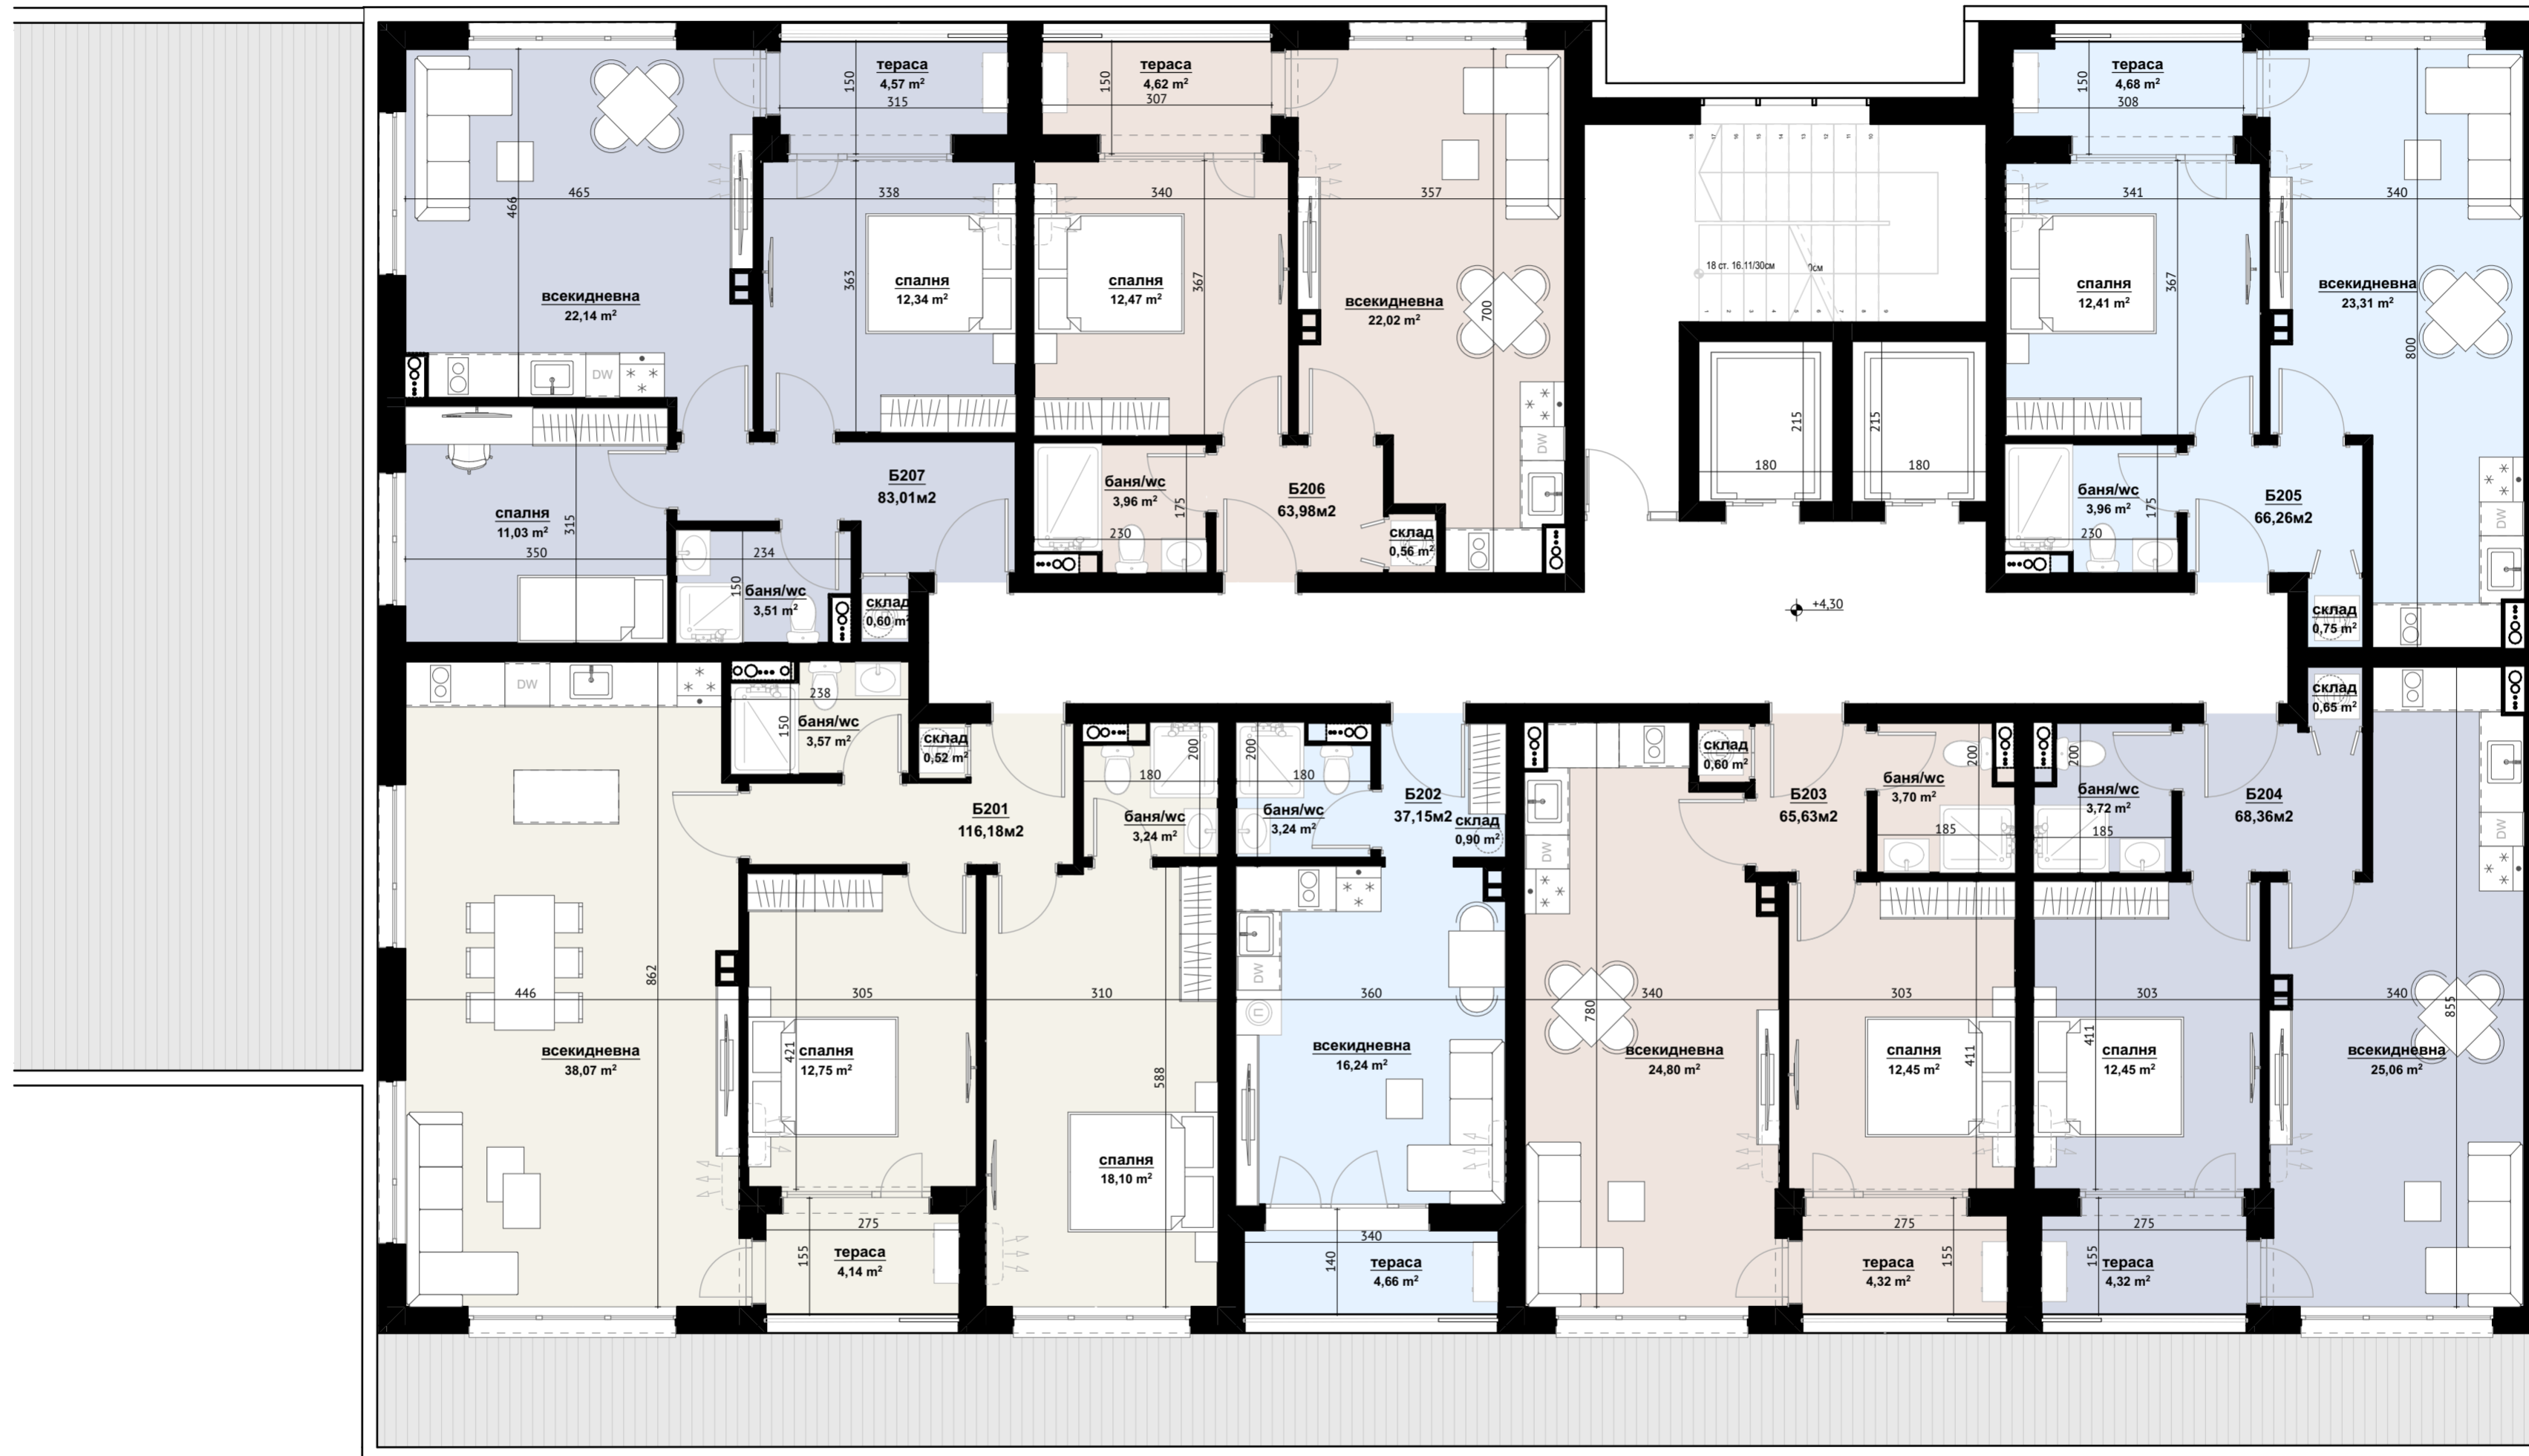 тераса
4,57 m²
150
315
тераса
4,62 m²
150
307
тераса
4,68 m²
150
308
465
466
338
363
340
367
357
700
341
367
340
800
всекидневна
22,14 m²
спалня
12,34 m²
спалня
12,47 m²
всекидневна
22,02 m²
18 ст. 16.11/30см
0см
спалня
12,41 m²
всекидневна
23,31 m²
DW
DW
DW
215
180
215
180
спалня
11,03 m²
315
350
Б207
83,01м2
234
150
баня/wc
3,51 m²
склад
0,60 m²
баня/wc
3,96 m²
175
230
Б206
63,98м2
склад
0,56 m²
баня/wc
3,96 m²
175
230
Б205
66,26м2
склад
0,75 m²
+4,30
DW
238
150
баня/wc
3,57 m²
склад
0,52 m²
Б201
116,18м2
200
180
баня/wc
3,24 m²
200
180
баня/wc
3,24 m²
Б202
37,15м2
склад
0,90 m²
склад
0,60 m²
Б203
65,63м2
баня/wc
3,70 m²
200
185
200
баня/wc
3,72 m²
185
Б204
68,36м2
склад
0,65 m²
DW
DW
DW
446
862
305
421
310
588
360
340
780
303
411
303
411
340
855
П
всекидневна
38,07 m²
спалня
12,75 m²
спалня
18,10 m²
всекидневна
16,24 m²
всекидневна
24,80 m²
спалня
12,45 m²
спалня
12,45 m²
всекидневна
25,06 m²
275
155
тераса
4,14 m²
340
140
тераса
4,66 m²
275
155
тераса
4,32 m²
275
155
тераса
4,32 m²